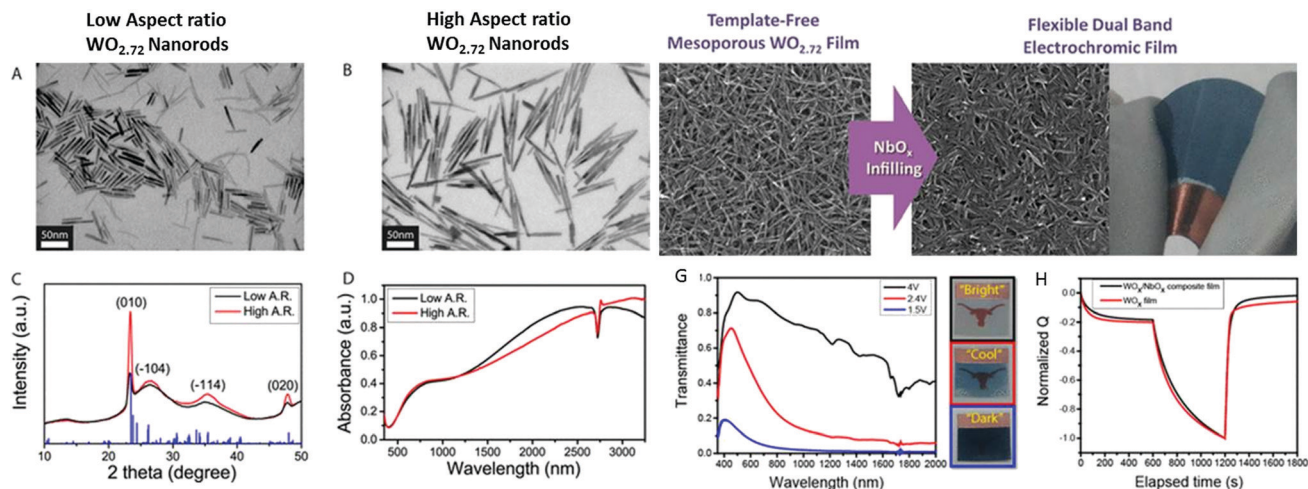 Low Aspect ratio
WO2.72 Nanorods
High Aspect ratio
WO2.72 Nanorods
Template-Free
Mesoporous WO2.72 Film
Flexible Dual Band
Electrochromic Film
A
50nm
B
50nm
NbOx
Infilling
C
Intensity (a.u.)
(010)
(-104)
(-114)
(020)
Low A.R.
High A.R.
10 20 30 40 50
2 theta (degree)
D
Absorbance (a.u.)
1.0
0.8
0.6
0.4
0.2
0.0
Low A.R.
High A.R.
500 1000 1500 2000 2500 3000
Wavelength (nm)
G
Transmittance
1.0
0.8
0.6
0.4
0.2
0.0
4V
2.4V
1.5V
400 600 800 1000 1200 1400 1600 1800 2000
Wavelength (nm)
"Bright"
"Cool"
"Dark"
H
Normalized Q
0.0
-0.2
-0.4
-0.6
-0.8
-1.0
WOx/NbOx composite film
WOx film
0 200 400 600 800 1000 1200 1400 1600 1800
Elapsed time (s)